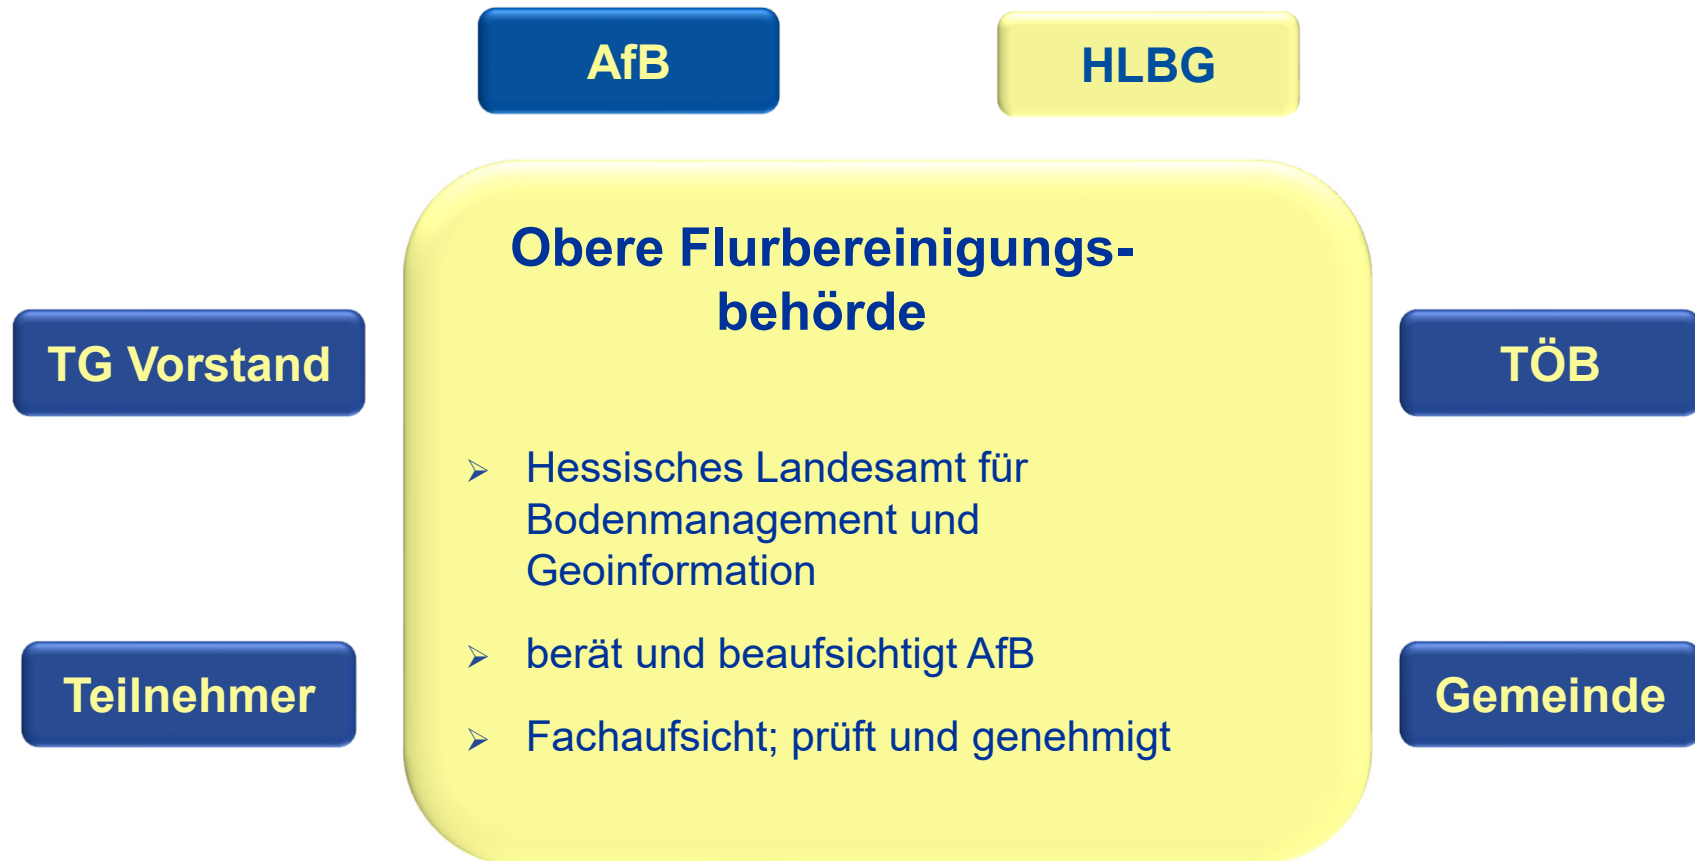 AfB
HLBG
Obere Flurbereinigungs-
behörde
TG Vorstand
TÖB
➢ Hessisches Landesamt für
Bodenmanagement und
Geoinformation
➢ berät und beaufsichtigt AfB
Teilnehmer
Gemeinde
➢ Fachaufsicht; prüft und genehmigt